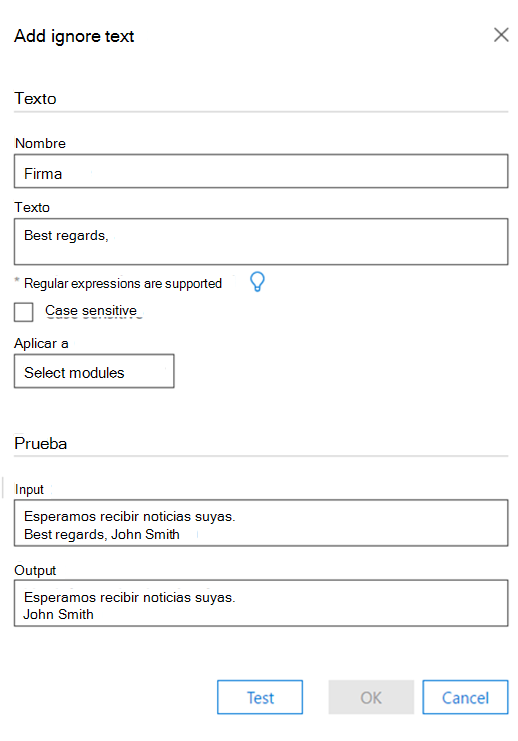 Add ignore text
Texto
Nombre
Firma
Texto
Best regards,
* Regular expressions are supported
Case sensitive
Aplicar a
Select modules
Prueba
Input
Esperamos recibir noticias suyas.
Best regards, John Smith
Output
Esperamos recibir noticias suyas.
John Smith
Test OK Cancel